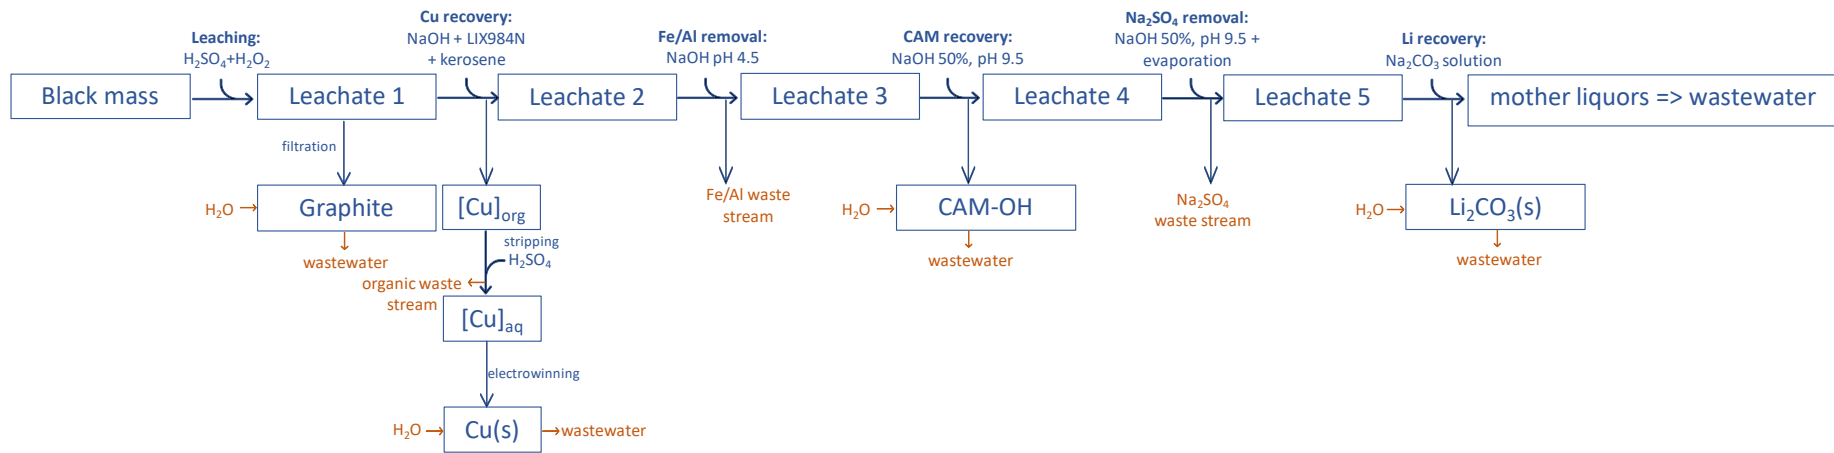 Leaching:
H₂SO₄+H₂O₂
Cu recovery:
NaOH + LIX984N
+ kerosene
Fe/Al removal:
NaOH pH 4.5
CAM recovery:
NaOH 50%, pH 9.5
Na₂SO₄ removal:
NaOH 50%, pH 9.5 +
evaporation
Li recovery:
Na₂CO₃ solution
Black mass
Leachate 1
Leachate 2
Leachate 3
Leachate 4
Leachate 5
mother liquors => wastewater
filtration
H₂O
Graphite
wastewater
[Cu]org
stripping
H₂SO₄
organic waste
stream
[Cu]aq
electrowinning
H₂O
Cu(s)
wastewater
Fe/Al waste
stream
H₂O
CAM-OH
wastewater
Na₂SO₄
waste stream
H₂O
Li₂CO₃(s)
wastewater